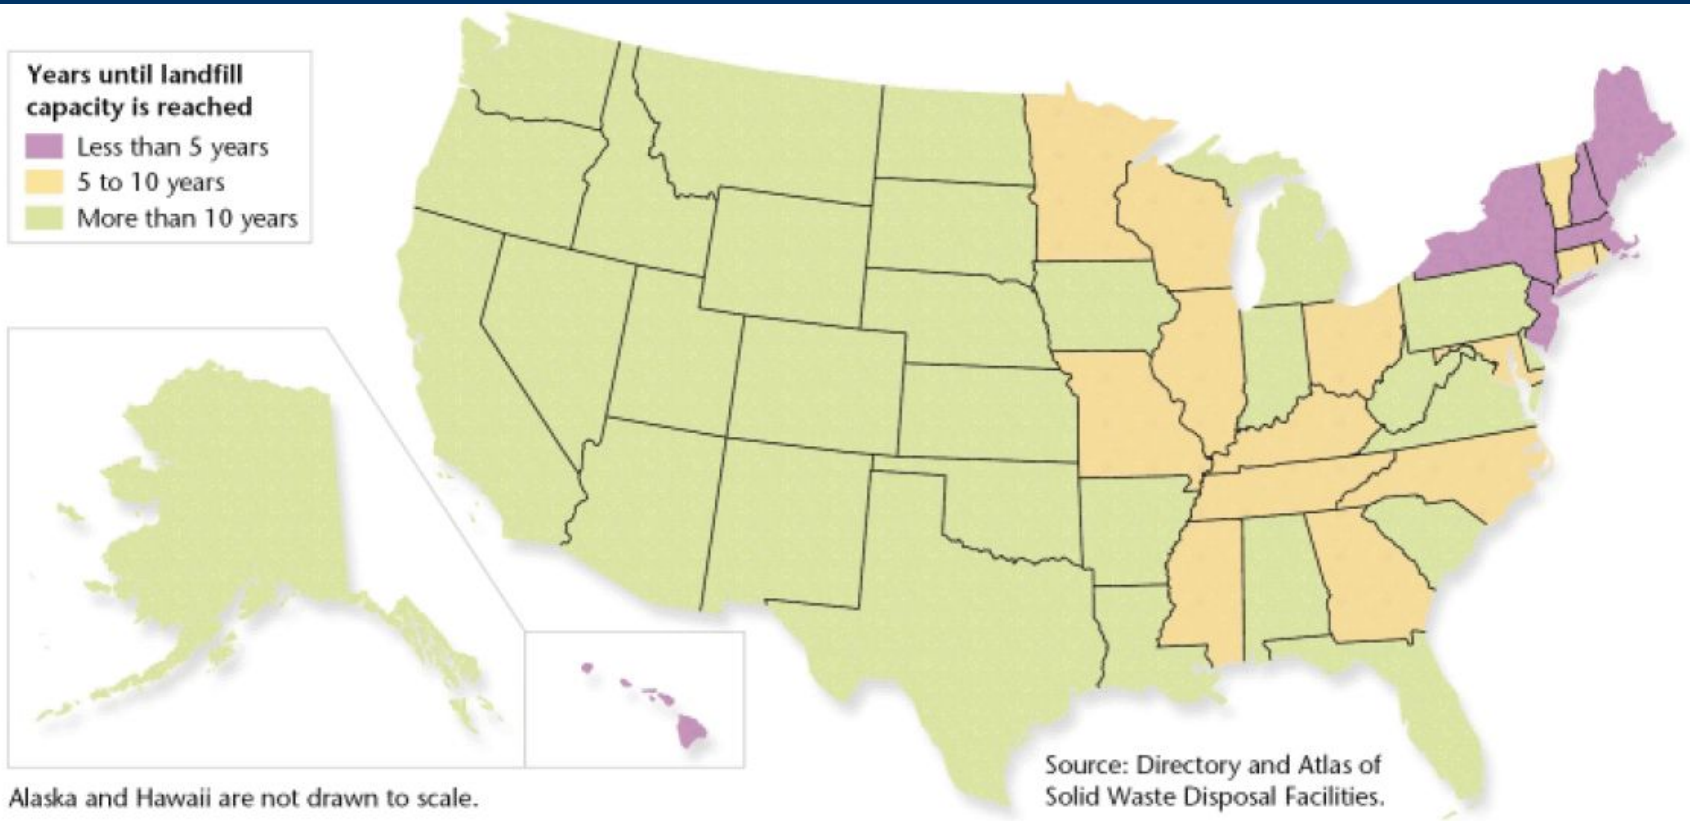 Years until landfill
capacity is reached
Less than 5 years
5 to 10 years
More than 10 years
Alaska and Hawaii are not drawn to scale.
Source: Directory and Atlas of
Solid Waste Disposal Facilities.